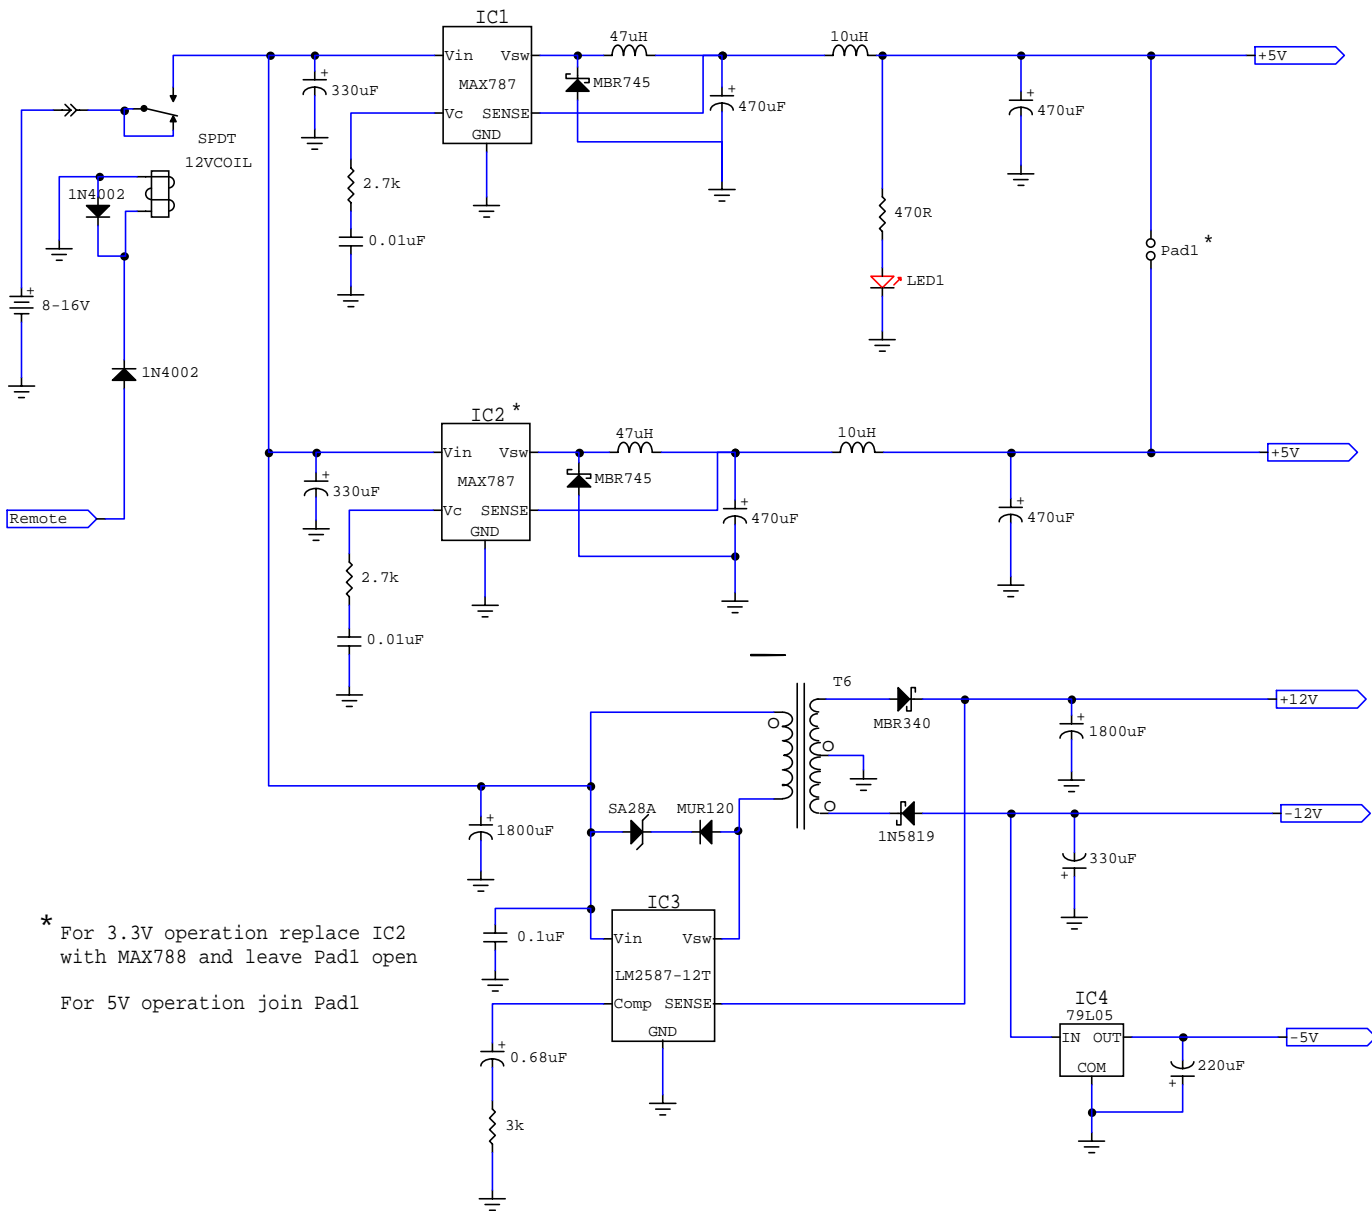 IC1
47uH
10uH
Vin
Vsw
MAX787
Vc
SENSE
GND
+
330uF
MBR745
+
470uF
+
470uF
+5V
SPDT
12VCOIL
1N4002
2.7k
0.01uF
470R
LED1
Pad1 *
+
8-16V
1N4002
Remote
IC2 *
47uH
10uH
Vin
Vsw
MAX787
Vc
SENSE
GND
+
330uF
MBR745
+
470uF
+
470uF
+5V
2.7k
0.01uF
T6
MBR340
+
1800uF
+12V
+
1800uF
SA28A
MUR120
1N5819
330uF
+
-12V
IC3
Vin
Vsw
LM2587-12T
Comp
SENSE
GND
0.1uF
+
0.68uF
3k
* For 3.3V operation replace IC2
with MAX788 and leave Pad1 open
For 5V operation join Pad1
IC4
79L05
IN
OUT
COM
220uF
+
-5V